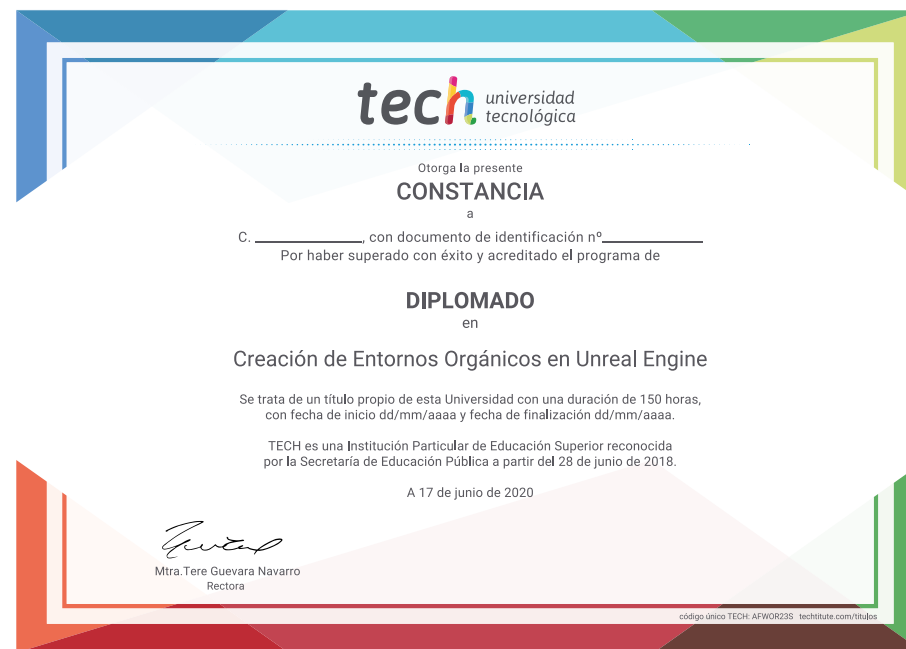 tech universidad
tecnológica
Otorga la presente
CONSTANCIA
a
C. ______________, con documento de identificación nº_____________
Por haber superado con éxito y acreditado el programa de
DIPLOMADO
en
Creación de Entornos Orgánicos en Unreal Engine
Se trata de un título propio de esta Universidad con una duración de 150 horas,
con fecha de inicio dd/mm/aaaa y fecha de finalización dd/mm/aaaa.
TECH es una Institución Particular de Educación Superior reconocida
por la Secretaría de Educación Pública a partir del 28 de junio de 2018.
A 17 de junio de 2020
Mtra.Tere Guevara Navarro
Rectora
código único TECH: AFWOR23S techtitute.com/titulos